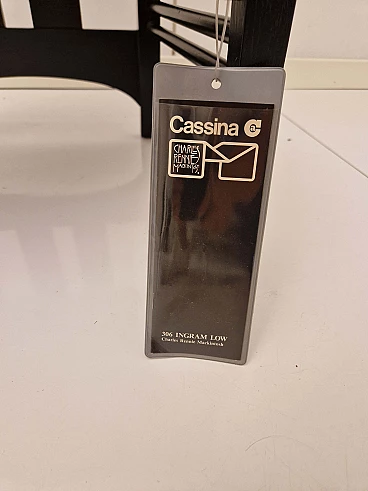 Cassina
CHARLES
RENNIE
MACKINTOSH
306 INGRAM LOW
Charles Rennie Mackintosh